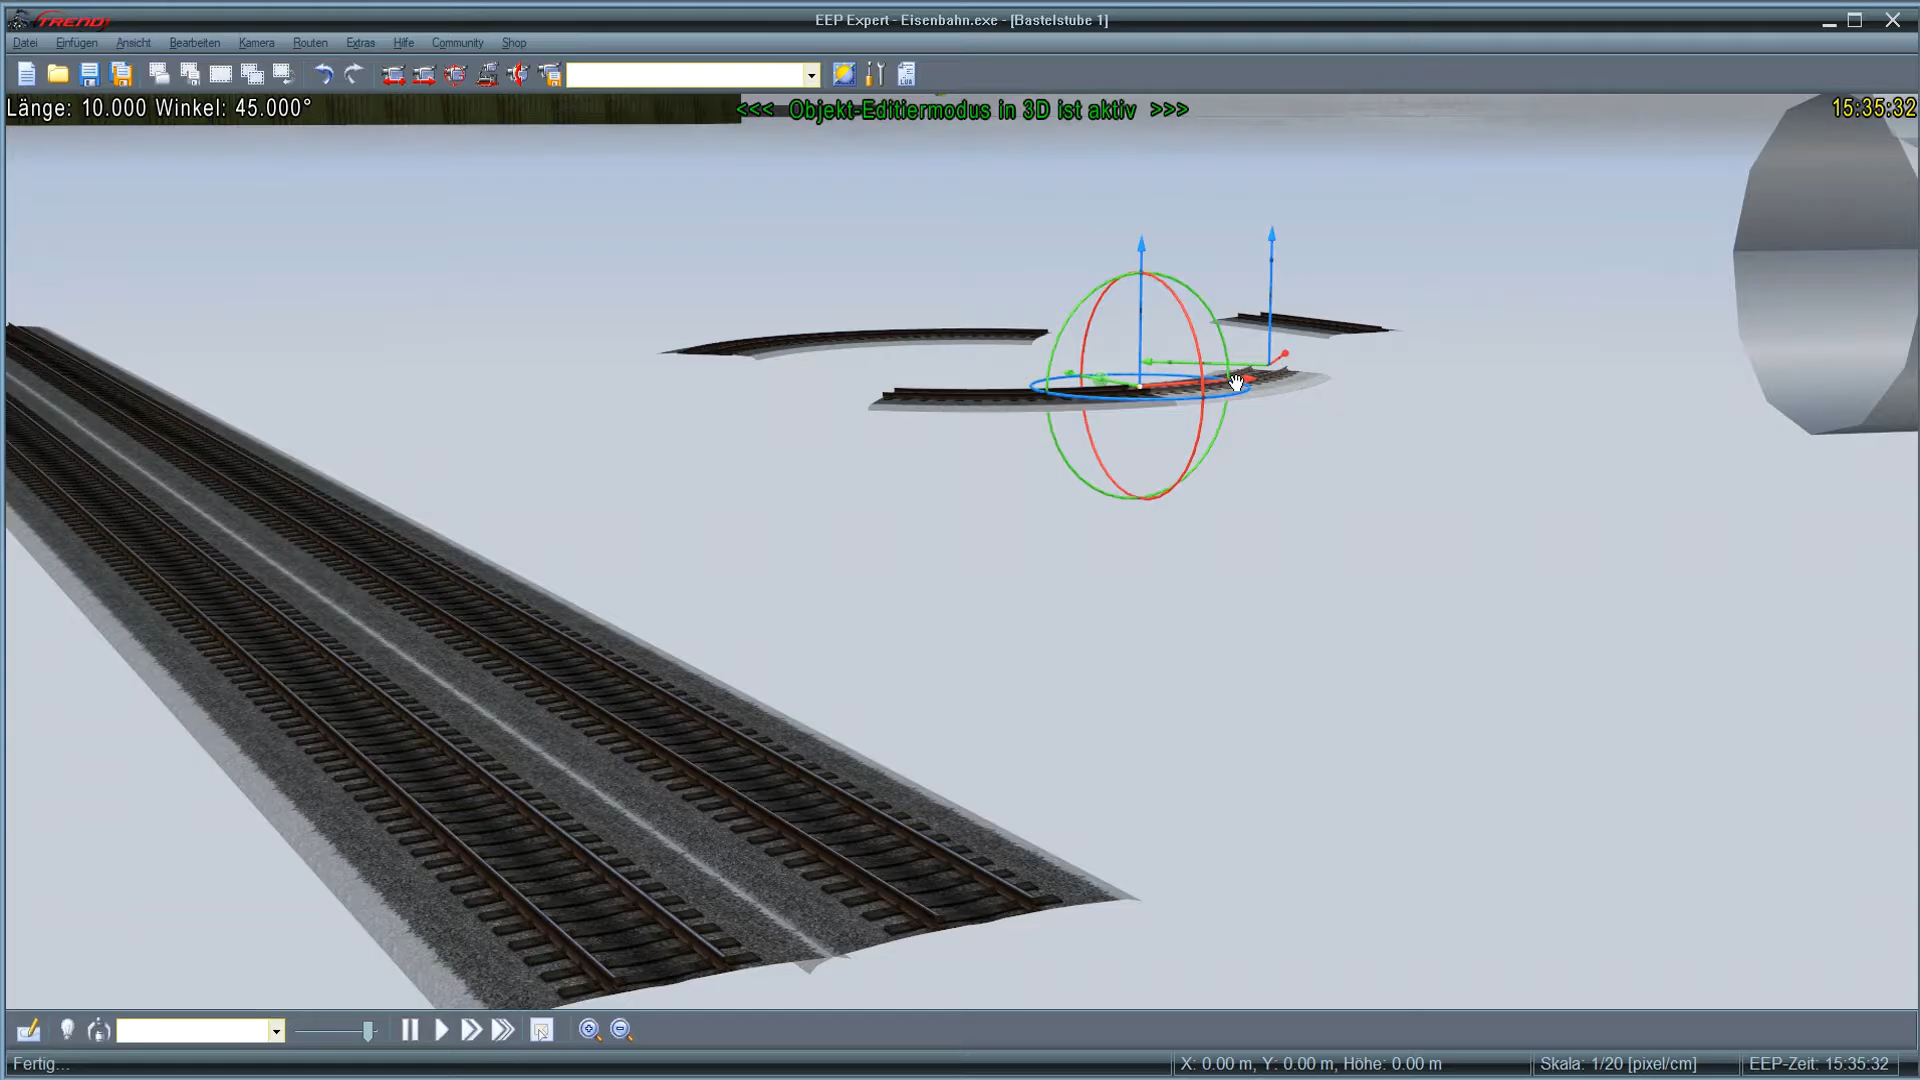 TREND
EEP Expert - Eisenbahn.exe - [Bastelstube 1]
Datei Einfügen Ansicht Bearbeiten Kamera Routen Extras Hilfe Community Shop
Länge: 10.000 Winkel: 45.000°
<<< Objekt-Editiermodus in 3D ist aktiv >>>
15:35:32
Fertig...
X: 0.00 m, Y: 0.00 m, Höhe: 0.00 m
Skala: 1/20 [pixel/cm]
EEP-Zeit: 15:35:32